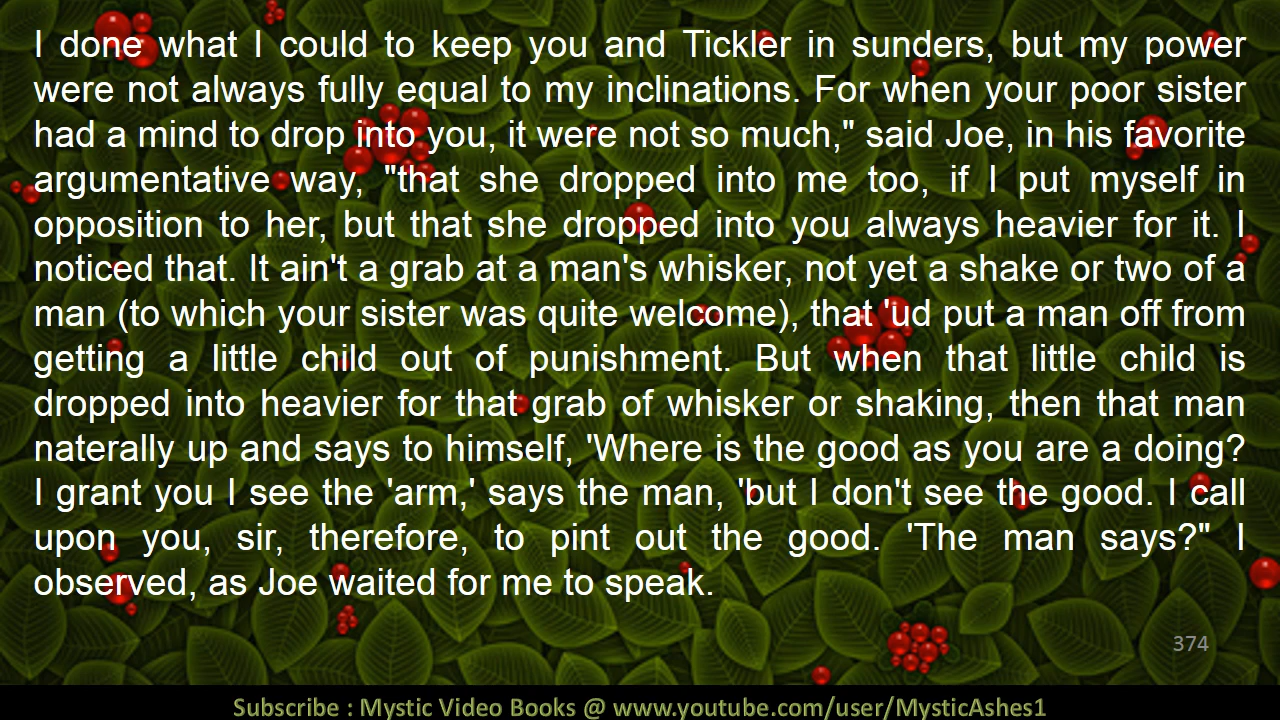 I done what I could to keep you and Tickler in sunders, but my power
were not always fully equal to my inclinations. For when your poor sister
had a mind to drop into you, it were not so much," said Joe, in his favorite
argumentative way, "that she dropped into me too, if I put myself in
opposition to her, but that she dropped into you always heavier for it. I
noticed that. It ain't a grab at a man's whisker, not yet a shake or two of a
man (to which your sister was quite welcome), that 'ud put a man off from
getting a little child out of punishment. But when that little child is
dropped into heavier for that grab of whisker or shaking, then that man
naterally up and says to himself, 'Where is the good as you are a doing?
I grant you I see the 'arm,' says the man, 'but I don't see the good. I call
upon you, sir, therefore, to pint out the good. 'The man says?" I
observed, as Joe waited for me to speak.
374
Subscribe : Mystic Video Books @ www.youtube.com/user/MysticAshes1